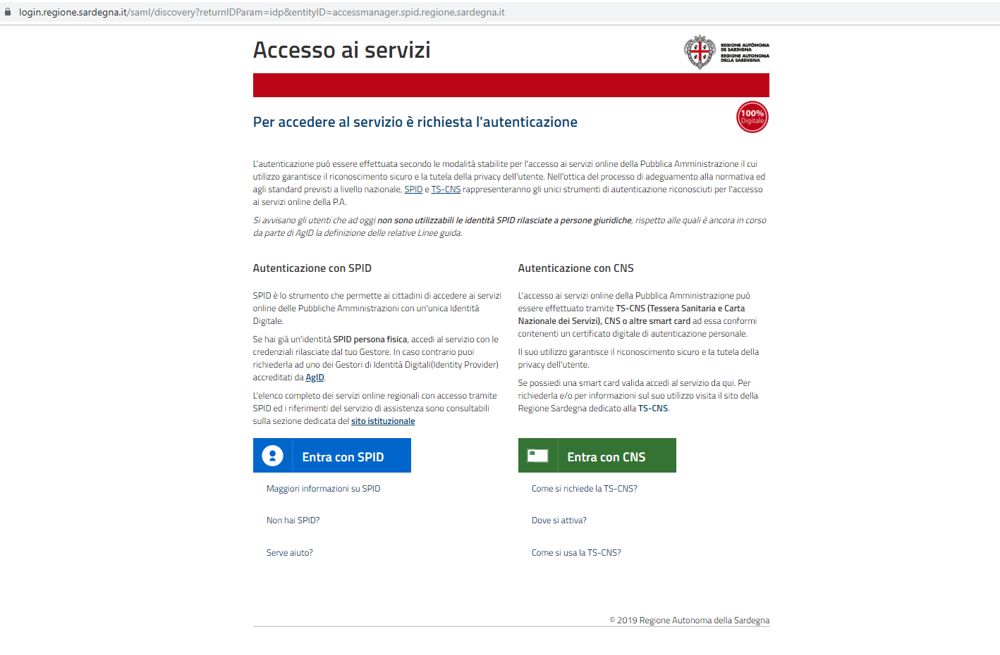 login.regione.sardegna.it/saml/discovery?returnIDParam=idp&entityID=accessmanager.spid.regione.sardegna.it
Accesso ai servizi
REGIONE AUTÒNOMA
DE SARDIGNA
REGIONE AUTONOMA
DELLA SARDEGNA
Per accedere al servizio è richiesta l'autenticazione
100%
Digitale
L'autenticazione può essere effettuata secondo le modalità stabilite per l'accesso ai servizi online della Pubblica Amministrazione il cui
utilizzo garantisce il riconoscimento sicuro e la tutela della privacy dell'utente. Nell'ottica del processo di adeguamento alla normativa ed
agli standard previsti a livello nazionale, SPID e TS-CNS rappresenteranno gli unici strumenti di autenticazione riconosciuti per l'accesso
ai servizi online della P.A.
Si avvisano gli utenti che ad oggi non sono utilizzabili le identità SPID rilasciate a persone giuridiche, rispetto alle quali è ancora in corso
da parte di AgID la definizione delle relative Linee guida.
Autenticazione con SPID
SPID è lo strumento che permette ai cittadini di accedere ai servizi
online delle Pubbliche Amministrazioni con un'unica Identità
Digitale.
Se hai già un'identità SPID persona fisica, accedi al servizio con le
credenziali rilasciate dal tuo Gestore. In caso contrario puoi
richiederla ad uno dei Gestori di Identità Digitali(Identity Provider)
accreditati da AgID.
L'elenco completo dei servizi online regionali con accesso tramite
SPID ed i riferimenti del servizio di assistenza sono consultabili
sulla sezione dedicata del sito istituzionale
Entra con SPID
Maggiori informazioni su SPID
Non hai SPID?
Serve aiuto?
Autenticazione con CNS
L'accesso ai servizi online della Pubblica Amministrazione può
essere effettuato tramite TS-CNS (Tessera Sanitaria e Carta
Nazionale dei Servizi), CNS o altre smart card ad essa conformi
contenenti un certificato digitale di autenticazione personale.
Il suo utilizzo garantisce il riconoscimento sicuro e la tutela della
privacy dell'utente.
Se possiedi una smart card valida accedi al servizio da qui. Per
richiederla e/o per informazioni sul suo utilizzo visita il sito della
Regione Sardegna dedicato alla TS-CNS.
Entra con CNS
Come si richiede la TS-CNS?
Dove si attiva?
Come si usa la TS-CNS?
© 2019 Regione Autonoma della Sardegna